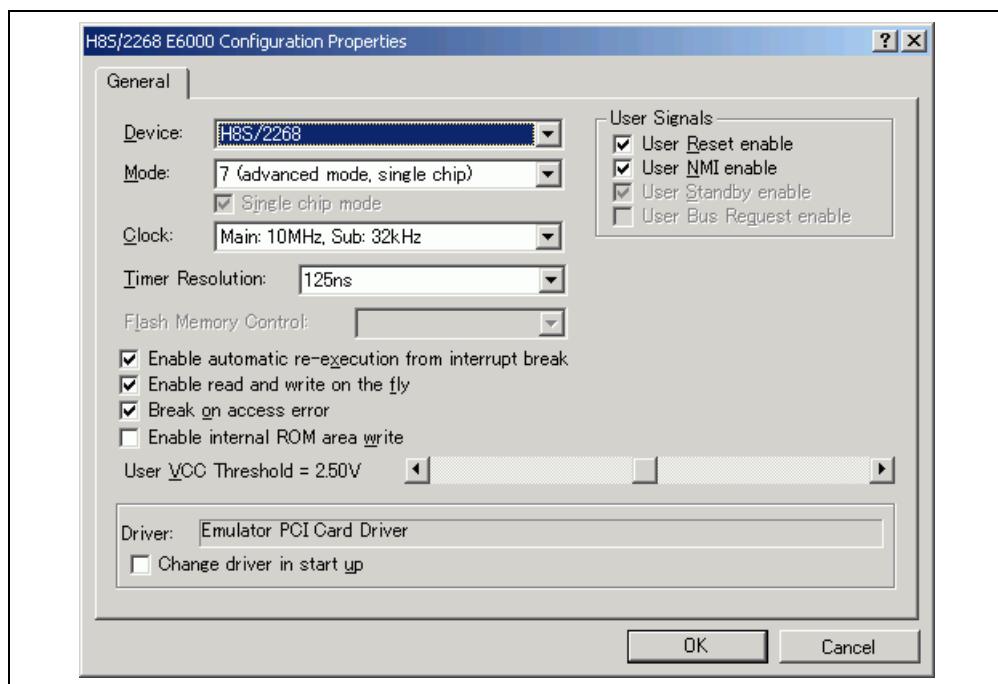 H8S/2268 E6000 Configuration Properties
General
Device: H8S/2268
Mode: 7 (advanced mode, single chip)
Single chip mode
Clock: Main: 10MHz, Sub: 32kHz
Timer Resolution: 125ns
Flash Memory Control:
Enable automatic re-execution from interrupt break
Enable read and write on the fly
Break on access error
Enable internal ROM area write
User VCC Threshold = 2.50V
User Signals
User Reset enable
User NMI enable
User Standby enable
User Bus Request enable
Driver: Emulator PCI Card Driver
Change driver in start up
OK
Cancel